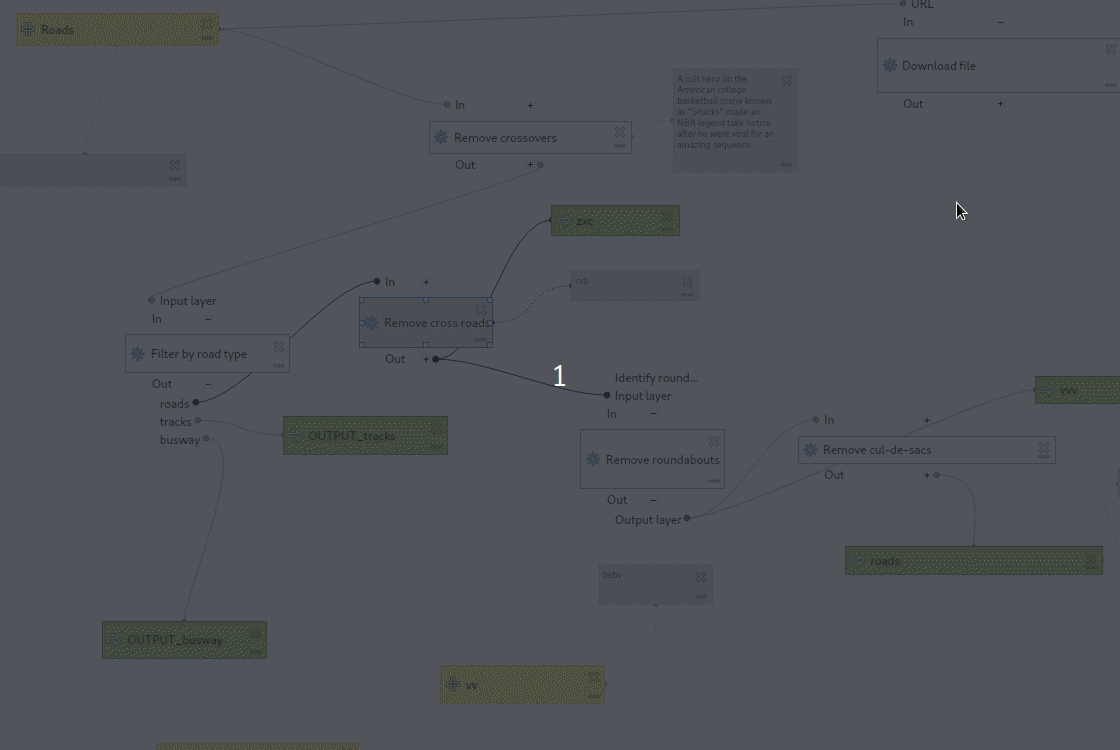 Roads
URL
In −
Download file
Out +
In +
Remove crossovers
Out +
A cult hero on the
American college
basketball scene known
as "Snacks" made an
NBA legend take notice
after he went viral for an
amazing sequence.
zxc
In +
cvb
Remove cross roads
Out +
Input layer
In −
Filter by road type
Out −
roads
tracks
busway
OUTPUT_tracks
1
Identify round...
Input layer
In −
Remove roundabouts
Out −
Output layer
vvv
In +
Remove cul-de-sacs
Out +
roads
bvbv
OUTPUT_busway
vv